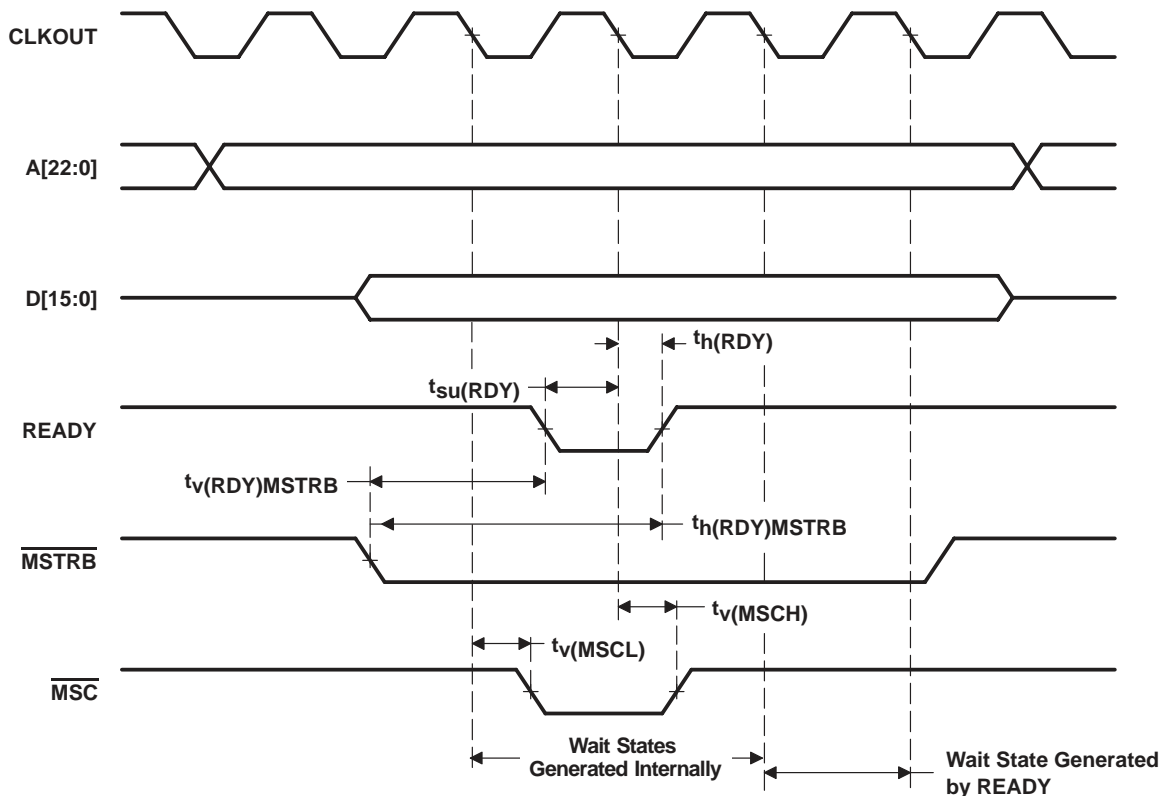 CLKOUT
A[22:0]
D[15:0]
th(RDY)
tsu(RDY)
READY
tv(RDY)MSTRB
th(RDY)MSTRB
MSTRB
tv(MSCH)
tv(MSCL)
MSC
Wait States
Generated Internally
Wait State Generated
by READY